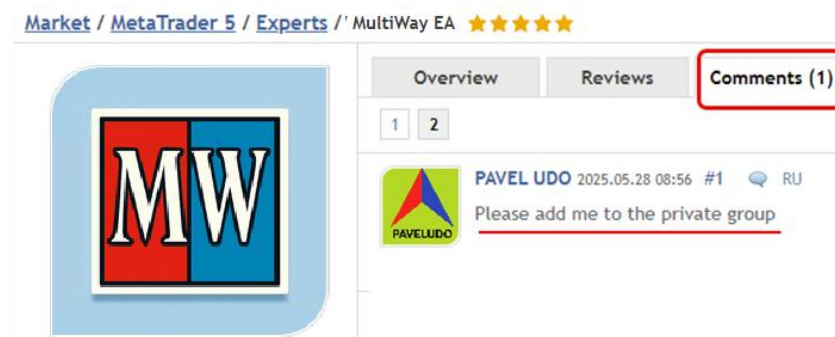 Market / MetaTrader 5 / Experts /' MultiWay EA
Overview Reviews Comments (1)
1 2
MW
PAVEL UDO 2025.05.28 08:56 #1 RU
Please add me to the private group
PAVELUDO